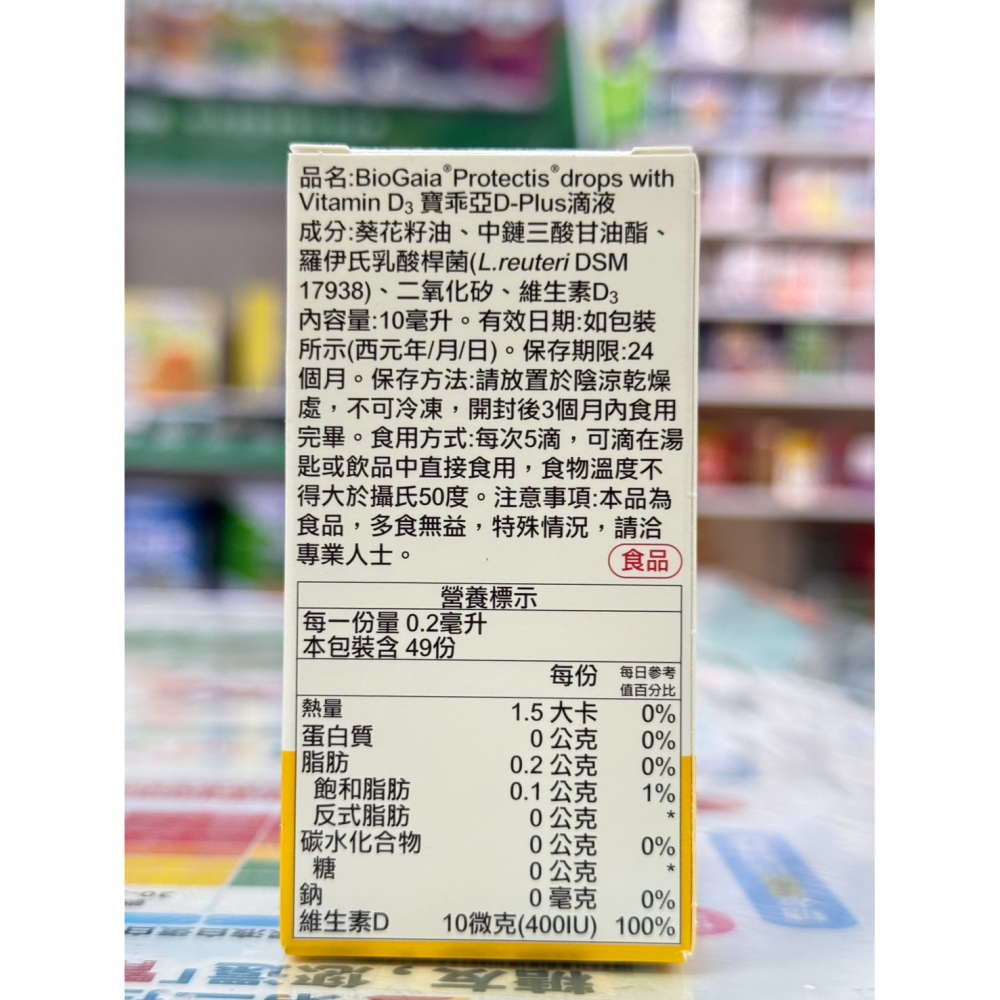 品名:BioGaia®Protectis®drops with
Vitamin D₃ 寶乖亞D-Plus滴液
成分:葵花籽油、中鏈三酸甘油酯、
羅伊氏乳酸桿菌(L.reuteri DSM
17938)、二氧化矽、維生素D₃
內容量:10毫升。有效日期:如包裝
所示(西元年/月/日)。保存期限:24
個月。保存方法:請放置於陰涼乾燥
處，不可冷凍，開封後3個月內食用
完畢。食用方式:每次5滴，可滴在湯
匙或飲品中直接食用，食物溫度不
得大於攝氏50度。注意事項:本品為
食品，多食無益，特殊情況，請洽
專業人士。
食品
營養標示
每一份量 0.2毫升
本包裝含 49份
每份 每日參考值百分比
熱量 1.5 大卡 0%
蛋白質 0 公克 0%
脂肪 0.2 公克 0%
飽和脂肪 0.1 公克 1%
反式脂肪 0 公克 *
碳水化合物 0 公克 0%
糖 0 公克 *
鈉 0 毫克 0%
維生素D 10微克(400IU) 100%